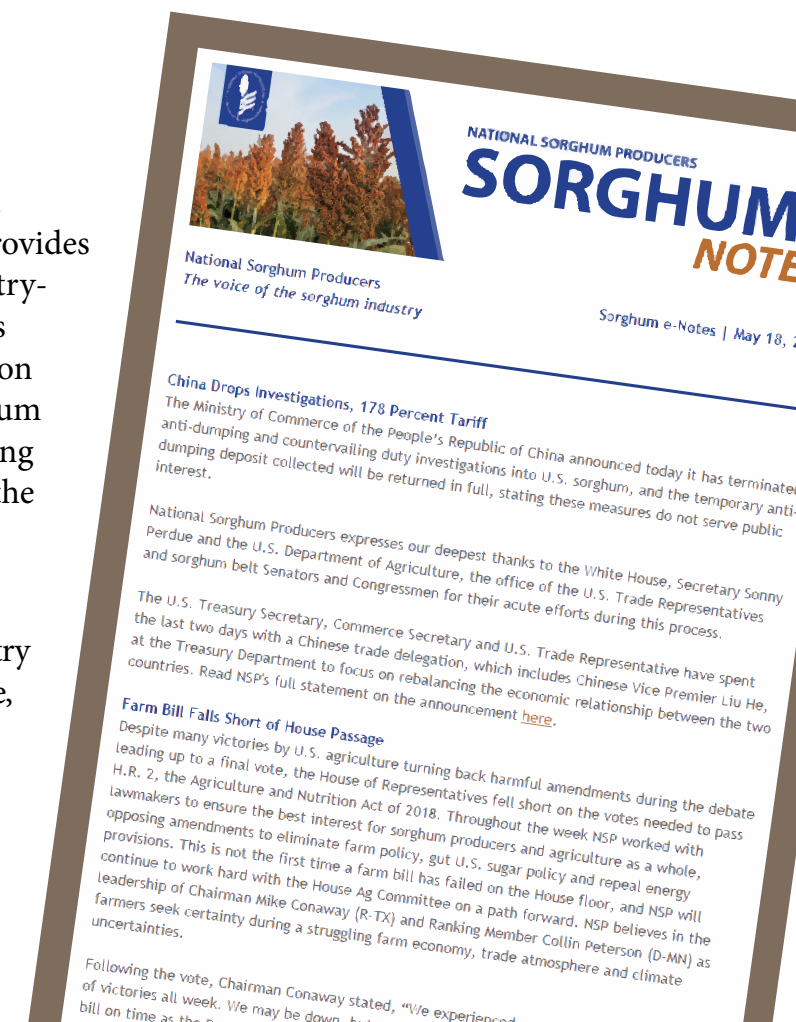 rovides
try-
s
on
um
ng
the
try
e,
NATIONAL SORGHUM PRODUCERS
SORGHUM
NOTE
National Sorghum Producers
The voice of the sorghum industry
Sorghum e-Notes | May 18, 2
China Drops Investigations, 178 Percent Tariff
The Ministry of Commerce of the People's Republic of China announced today it has terminated
anti-dumping and countervailing duty investigations into U.S. sorghum, and the temporary anti-
dumping deposit collected will be returned in full, stating these measures do not serve public
interest.
National Sorghum Producers expresses our deepest thanks to the White House, Secretary Sonny
Perdue and the U.S. Department of Agriculture, the office of the U.S. Trade Representatives
and sorghum belt Senators and Congressmen for their acute efforts during this process.
The U.S. Treasury Secretary, Commerce Secretary and U.S. Trade Representative have spent
the last two days with a Chinese trade delegation, which includes Chinese Vice Premier Liu He,
at the Treasury Department to focus on rebalancing the economic relationship between the two
countries. Read NSP's full statement on the announcement here.
Farm Bill Falls Short of House Passage
Despite many victories by U.S. agriculture turning back harmful amendments during the debate
leading up to a final vote, the House of Representatives fell short on the votes needed to pass
H.R. 2, the Agriculture and Nutrition Act of 2018. Throughout the week NSP worked with
lawmakers to ensure the best interest for sorghum producers and agriculture as a whole,
opposing amendments to eliminate farm policy, gut U.S. sugar policy and repeal energy
provisions. This is not the first time a farm bill has failed on the House floor, and NSP will
continue to work hard with the House Ag Committee on a path forward. NSP believes in the
leadership of Chairman Mike Conaway (R-TX) and Ranking Member Collin Peterson (D-MN) as
farmers seek certainty during a struggling farm economy, trade atmosphere and climate
uncertainties.
Following the vote, Chairman Conaway stated, “We experienced
of victories all week. We may be down,
bill on time as the